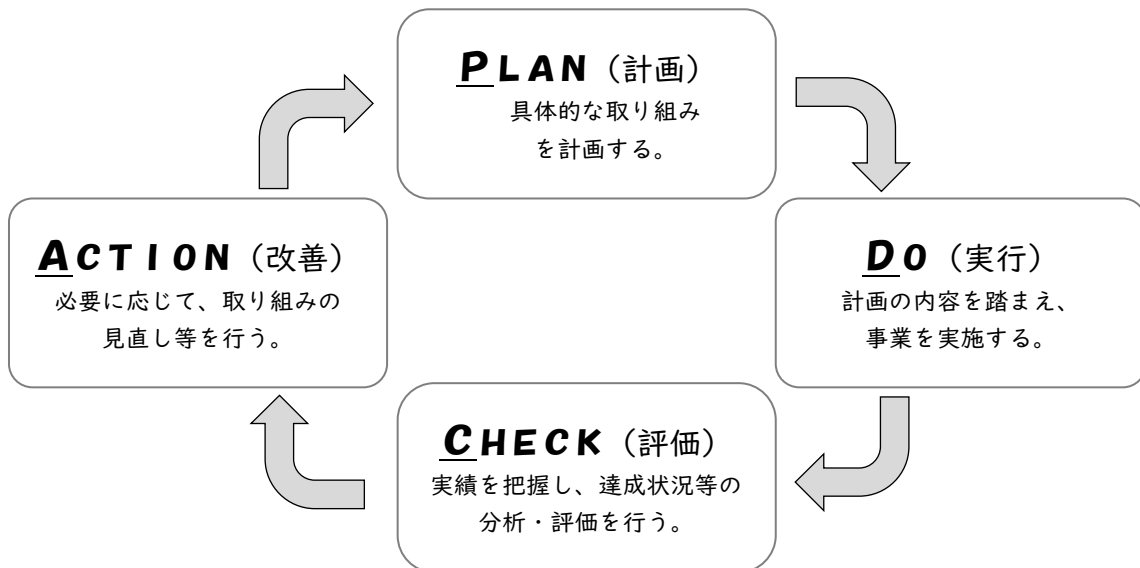 PLAN（計画）
具体的な取り組み
を計画する。
DO（実行）
計画の内容を踏まえ、
事業を実施する。
CHECK（評価）
実績を把握し、達成状況等の
分析・評価を行う。
ACTION（改善）
必要に応じて、取り組みの
見直し等を行う。